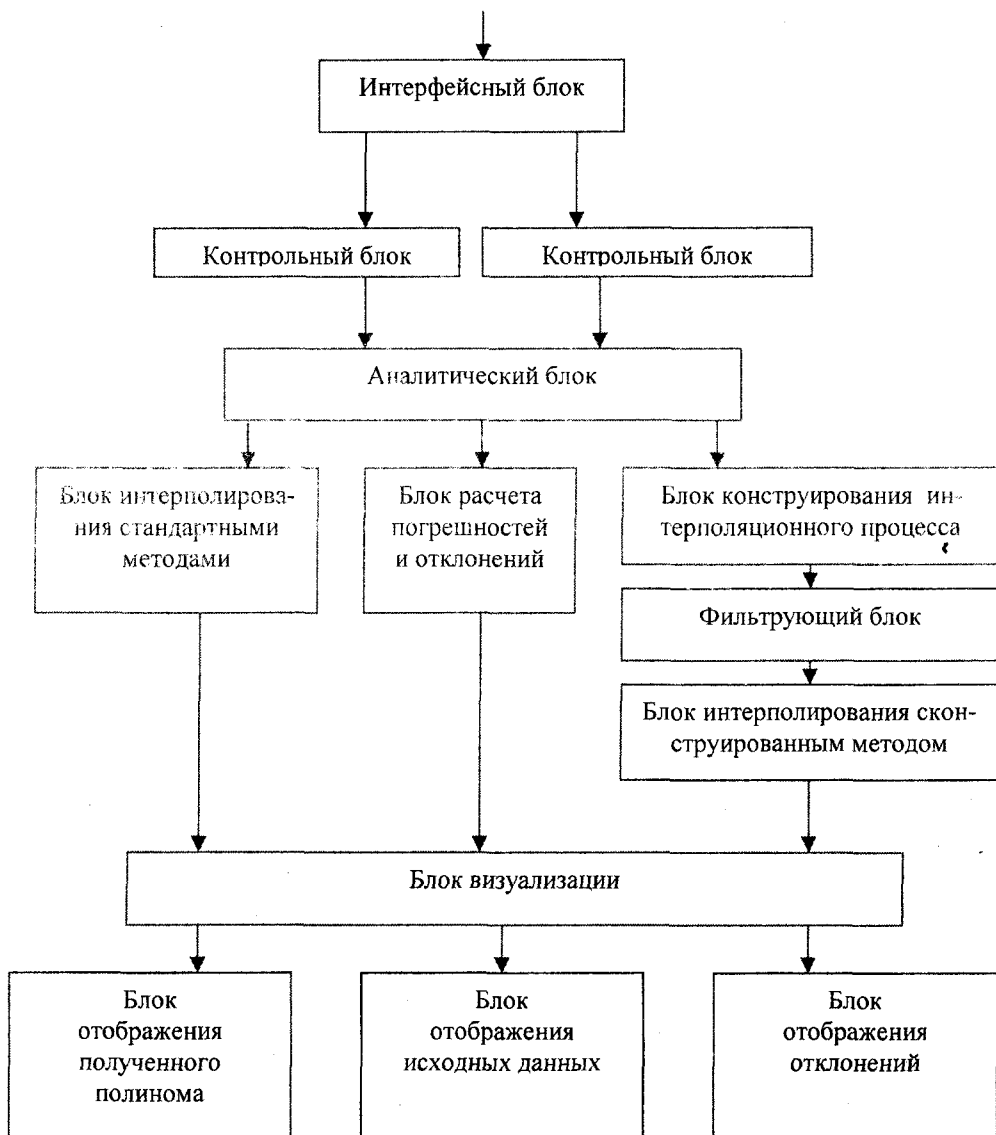 Интерфейсный блок
Контрольный блок
Контрольный блок
Аналитический блок
Блок интерполирова-
ния стандартными
методами
Блок расчета
погрешностей
и отклонений
Блок конструирования ин-
терполяционного процесса
Фильтрующий блок
Блок интерполирования скон-
струированным методом
Блок визуализации
Блок
отображения
полученного
полинома
Блок
отображения
исходных данных
Блок
отображения
отклонений